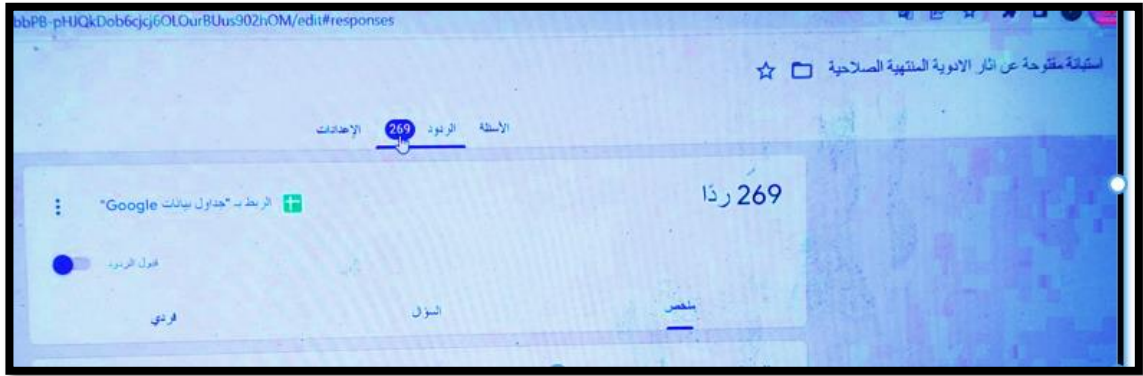 bbPB-pHJQkDob6cjcj6OLOurBUus902hOM/edit#responses
استبانة مفتوحة عن اثار الادوية المنتهية الصلاحية
الأسئلة الردود 269 الإعدادات
269 ردًا
الربط بـ "جداول بيانات Google"
قبول الردود
ملخص السؤال فردي